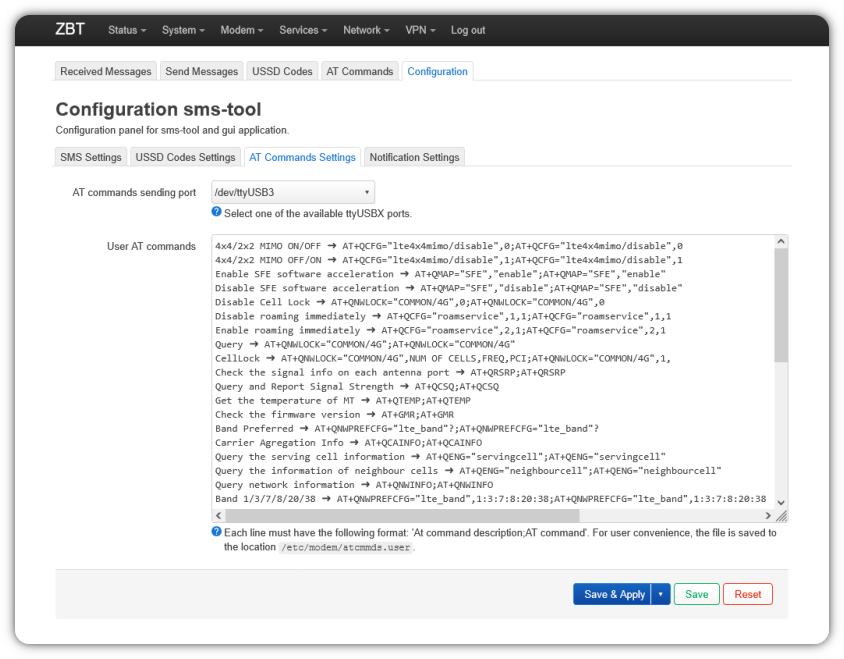 ZBT Status System Modem Services Network VPN Log out
Received Messages Send Messages USSD Codes AT Commands Configuration
Configuration sms-tool
Configuration panel for sms-tool and gui application.
SMS Settings USSD Codes Settings AT Commands Settings Notification Settings
AT commands sending port /dev/ttyUSB3
Select one of the available ttyUSBX ports.
User AT commands
4x4/2x2 MIMO ON/OFF → AT+QCFG="lte4x4mimo/disable",0;AT+QCFG="lte4x4mimo/disable",0
4x4/2x2 MIMO OFF/ON → AT+QCFG="lte4x4mimo/disable",1;AT+QCFG="lte4x4mimo/disable",1
Enable SFE software acceleration → AT+QMAP="SFE","enable";AT+QMAP="SFE","enable"
Disable SFE software acceleration → AT+QMAP="SFE","disable";AT+QMAP="SFE","disable"
Disable Cell Lock → AT+QNWLOCK="COMMON/4G",0;AT+QNWLOCK="COMMON/4G",0
Disable roaming immediately → AT+QCFG="roamservice",1,1;AT+QCFG="roamservice",1,1
Enable roaming immediately → AT+QCFG="roamservice",2,1;AT+QCFG="roamservice",2,1
Query → AT+QNWLOCK="COMMON/4G";AT+QNWLOCK="COMMON/4G"
CellLock → AT+QNWLOCK="COMMON/4G",NUM OF CELLS,FREQ,PCI;AT+QNWLOCK="COMMON/4G",1,
Check the signal info on each antenna port → AT+QRSRP;AT+QRSRP
Query and Report Signal Strength → AT+QCSQ;AT+QCSQ
Get the temperature of MT → AT+QTEMP;AT+QTEMP
Check the firmware version → AT+GMR;AT+GMR
Band Preferred → AT+QNWPREFCFG="lte_band"?;AT+QNWPREFCFG="lte_band"?
Carrier Agregation Info → AT+QCAINFO;AT+QCAINFO
Query the serving cell information → AT+QENG="servingcell";AT+QENG="servingcell"
Query the information of neighbour cells → AT+QENG="neighbourcell";AT+QENG="neighbourcell"
Query network information → AT+QNWINFO;AT+QNWINFO
Band 1/3/7/8/20/38 → AT+QNWPREFCFG="lte_band",1:3:7:8:20:38;AT+QNWPREFCFG="lte_band",1:3:7:8:20:38
Each line must have the following format: 'At command description;AT command'. For user convenience, the file is saved to
the location /etc/modem/atcmmds.user.
Save & Apply Save Reset